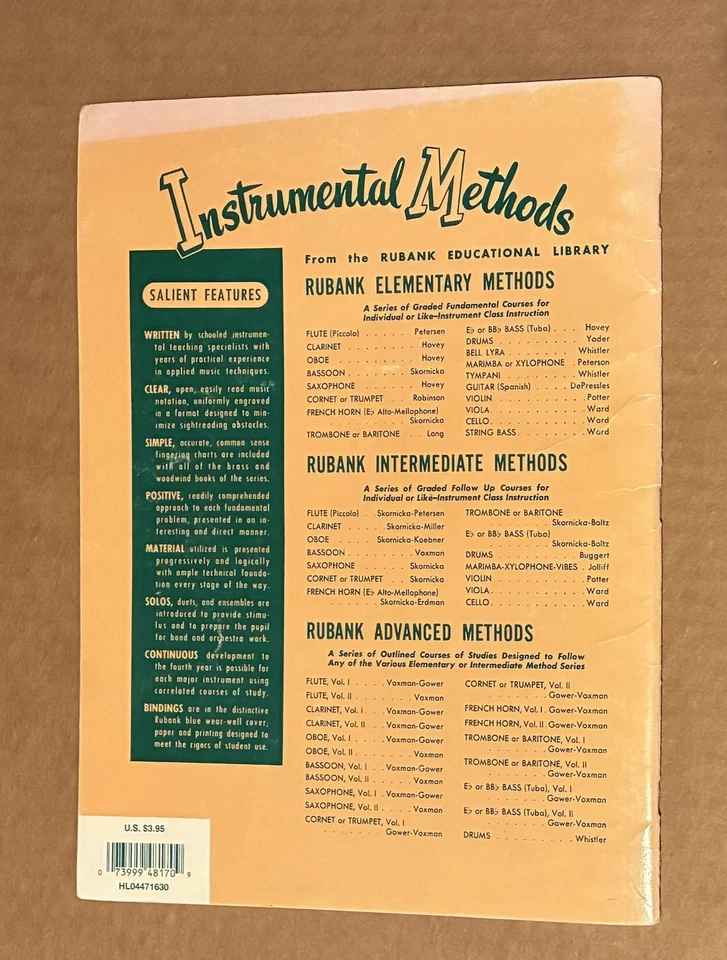 Instrumental Methods
From the RUBANK EDUCATIONAL LIBRARY
SALIENT FEATURES
WRITTEN by schooled instrumen-
tal teaching specialists with
years of practical experience
in applied music techniques.
CLEAR, open, easily read music
notation, uniformly engraved
in a format designed to min-
imize sightreading obstacles.
SIMPLE, accurate, common sense
fingering charts are included
with all of the brass and
woodwind books of the series.
POSITIVE, readily comprehended
approach to each fundamental
problem, presented in an in-
teresting and direct manner.
MATERIAL utilized is presented
progressively and logically
with ample technical founda-
tion every stage of the way.
SOLOS, duets, and ensembles are
introduced to provide stimu-
lus and to prepare the pupil
for band and orchestra work.
CONTINUOUS development to
the fourth year is possible for
each major instrument using
correlated courses of study.
BINDINGS are in the distinctive
Rubank blue wear-well cover;
paper and printing designed to
meet the rigors of student use.
RUBANK ELEMENTARY METHODS
A Series of Graded Fundamental Courses for
Individual or Like-Instrument Class Instruction
FLUTE (Piccolo) . . . . . . . Petersen
CLARINET . . . . . . . . . . Hovey
OBOE . . . . . . . . . . . . Hovey
BASSOON . . . . . . . . . Skornicka
SAXOPHONE . . . . . . . . . Hovey
CORNET or TRUMPET . . . . Robinson
FRENCH HORN (E♭ Alto-Mellophone)
. . . . . . . . . . . . . Skornicka
TROMBONE or BARITONE . . . . Long
E♭ or BB♭ BASS (Tuba) . . . . Hovey
DRUMS . . . . . . . . . . . Yoder
BELL LYRA . . . . . . . . . Whistler
MARIMBA or XYLOPHONE . Peterson
TYMPANI . . . . . . . . . . Whistler
GUITAR (Spanish) . . . . . DePressles
VIOLIN . . . . . . . . . . . Potter
VIOLA . . . . . . . . . . . . Ward
CELLO . . . . . . . . . . . . Ward
STRING BASS . . . . . . . . . Ward
RUBANK INTERMEDIATE METHODS
A Series of Graded Follow Up Courses for
Individual or Like-Instrument Class Instruction
FLUTE (Piccolo) . . Skornicka-Petersen
CLARINET . . . . . Skornicka-Miller
OBOE . . . . . . Skornicka-Koebner
BASSOON . . . . . . . . . . Voxman
SAXOPHONE . . . . . . . Skornicka
CORNET or TRUMPET . . . Skornicka
FRENCH HORN (E♭ Alto-Mellophone)
. . . . . . . . . Skornicka-Erdman
TROMBONE or BARITONE
. . . . . . . . . . Skornicka-Boltz
E♭ or BB♭ BASS (Tuba)
. . . . . . . . . . Skornicka-Boltz
DRUMS . . . . . . . . . . Buggert
MARIMBA-XYLOPHONE-VIBES . Jolliff
VIOLIN . . . . . . . . . . . Potter
VIOLA . . . . . . . . . . . . Ward
CELLO . . . . . . . . . . . . Ward
RUBANK ADVANCED METHODS
A Series of Outlined Courses of Studies Designed to Follow
Any of the Various Elementary or Intermediate Method Series
FLUTE, Vol. I . . . . . Voxman-Gower
FLUTE, Vol. II . . . . . . . Voxman
CLARINET, Vol. I . . . Voxman-Gower
CLARINET, Vol. II . . . Voxman-Gower
OBOE, Vol. I . . . . . Voxman-Gower
OBOE, Vol. II . . . . . . . Voxman
BASSOON, Vol. I . . . Voxman-Gower
BASSOON, Vol. II . . . . . . Voxman
SAXOPHONE, Vol. I . . Voxman-Gower
SAXOPHONE, Vol. II . . . . . Voxman
CORNET or TRUMPET, Vol. I
. . . . . . . . . . . Gower-Voxman
CORNET or TRUMPET, Vol. II
. . . . . . . . . . . Gower-Voxman
FRENCH HORN, Vol. I . Gower-Voxman
FRENCH HORN, Vol. II . Gower-Voxman
TROMBONE or BARITONE, Vol. I
. . . . . . . . . . . Gower-Voxman
TROMBONE or BARITONE, Vol. II
. . . . . . . . . . . Gower-Voxman
E♭ or BB♭ BASS (Tuba), Vol. I
. . . . . . . . . . . Gower-Voxman
E♭ or BB♭ BASS (Tuba), Vol. II
. . . . . . . . . . . Gower-Voxman
DRUMS . . . . . . . . . . Whistler
U.S. $3.95
0 73999 48170 9
HL04471630